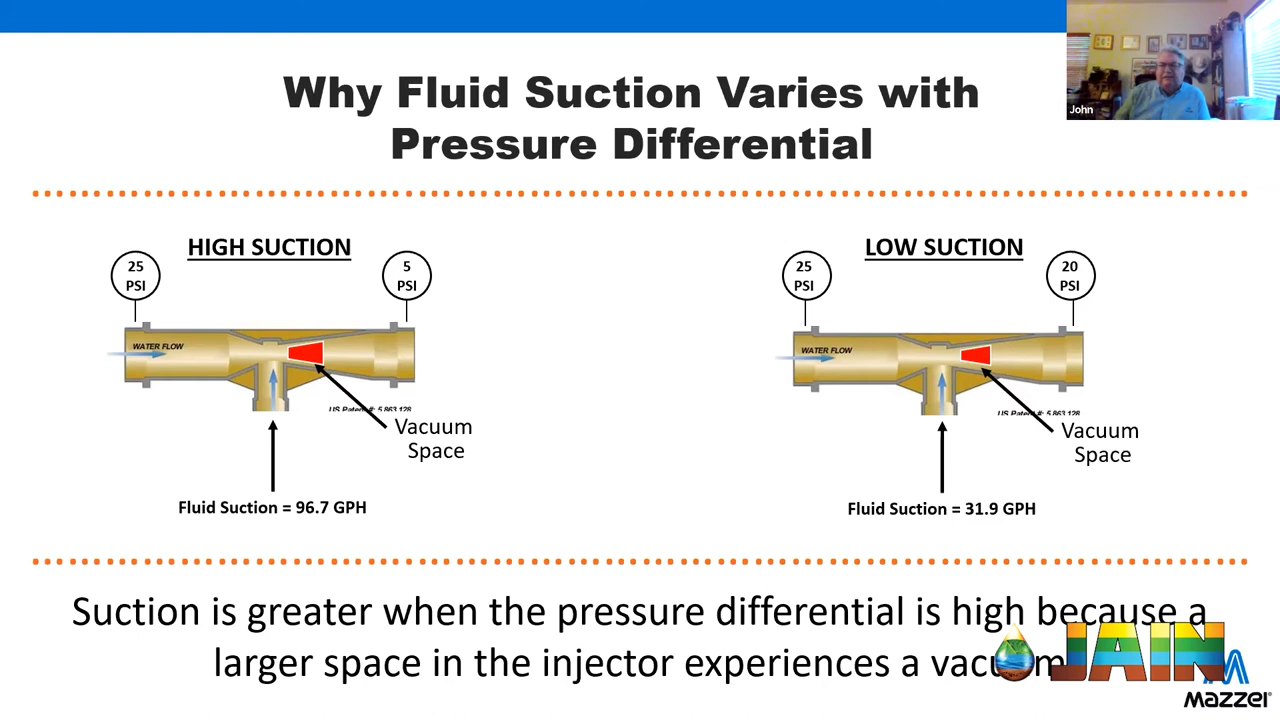 Why Fluid Suction Varies with
Pressure Differential
John
HIGH SUCTION
25
PSI
5
PSI
WATER FLOW
Vacuum
Space
Fluid Suction = 96.7 GPH
LOW SUCTION
25
PSI
20
PSI
WATER FLOW
Vacuum
Space
Fluid Suction = 31.9 GPH
Suction is greater when the pressure differential is high because a
larger space in the injector experiences a vacuum
JAIN
Mazzei